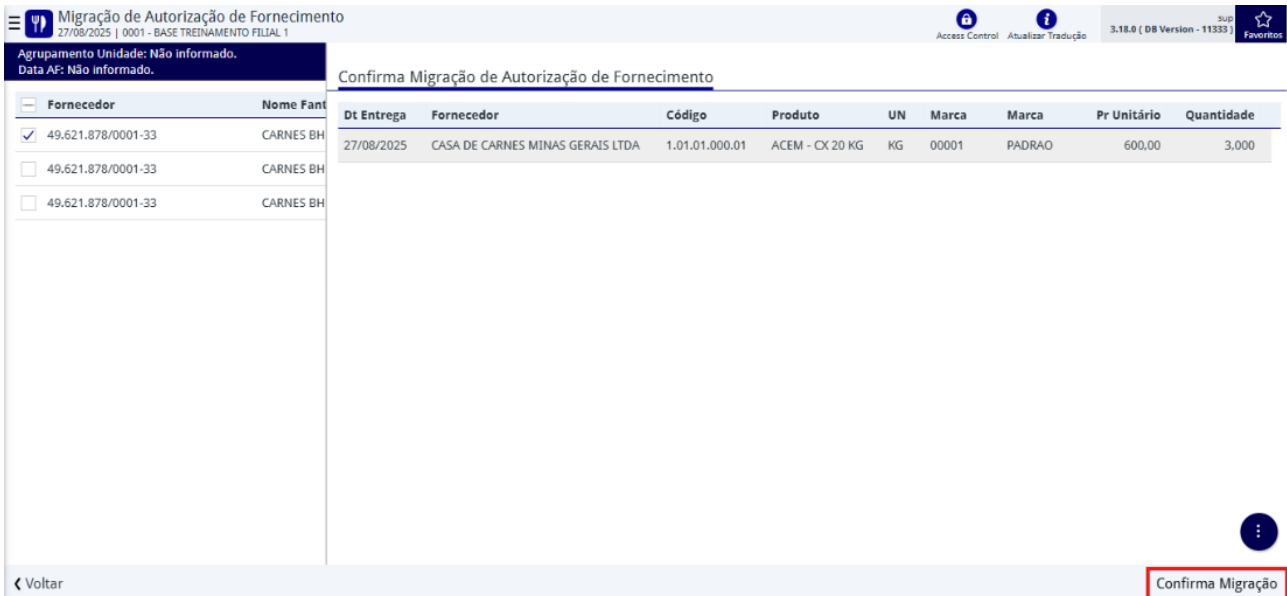 Migração de Autorização de Fornecimento
27/08/2025 | 0001 - BASE TREINAMENTO FILIAL 1
Access Control
Atualizar Tradução
sup
3.18.0 ( DB Version - 11333 )
Favoritos
Agrupamento Unidade: Não informado.
Data AF: Não informado.
Fornecedor Nome Fant
49.621.878/0001-33 CARNES BH
49.621.878/0001-33 CARNES BH
49.621.878/0001-33 CARNES BH
Confirma Migração de Autorização de Fornecimento
Dt Entrega Fornecedor Código Produto UN Marca Marca Pr Unitário Quantidade
27/08/2025 CASA DE CARNES MINAS GERAIS LTDA 1.01.01.000.01 ACEM - CX 20 KG KG 00001 PADRAO 600,00 3,000
Voltar
Confirma Migração